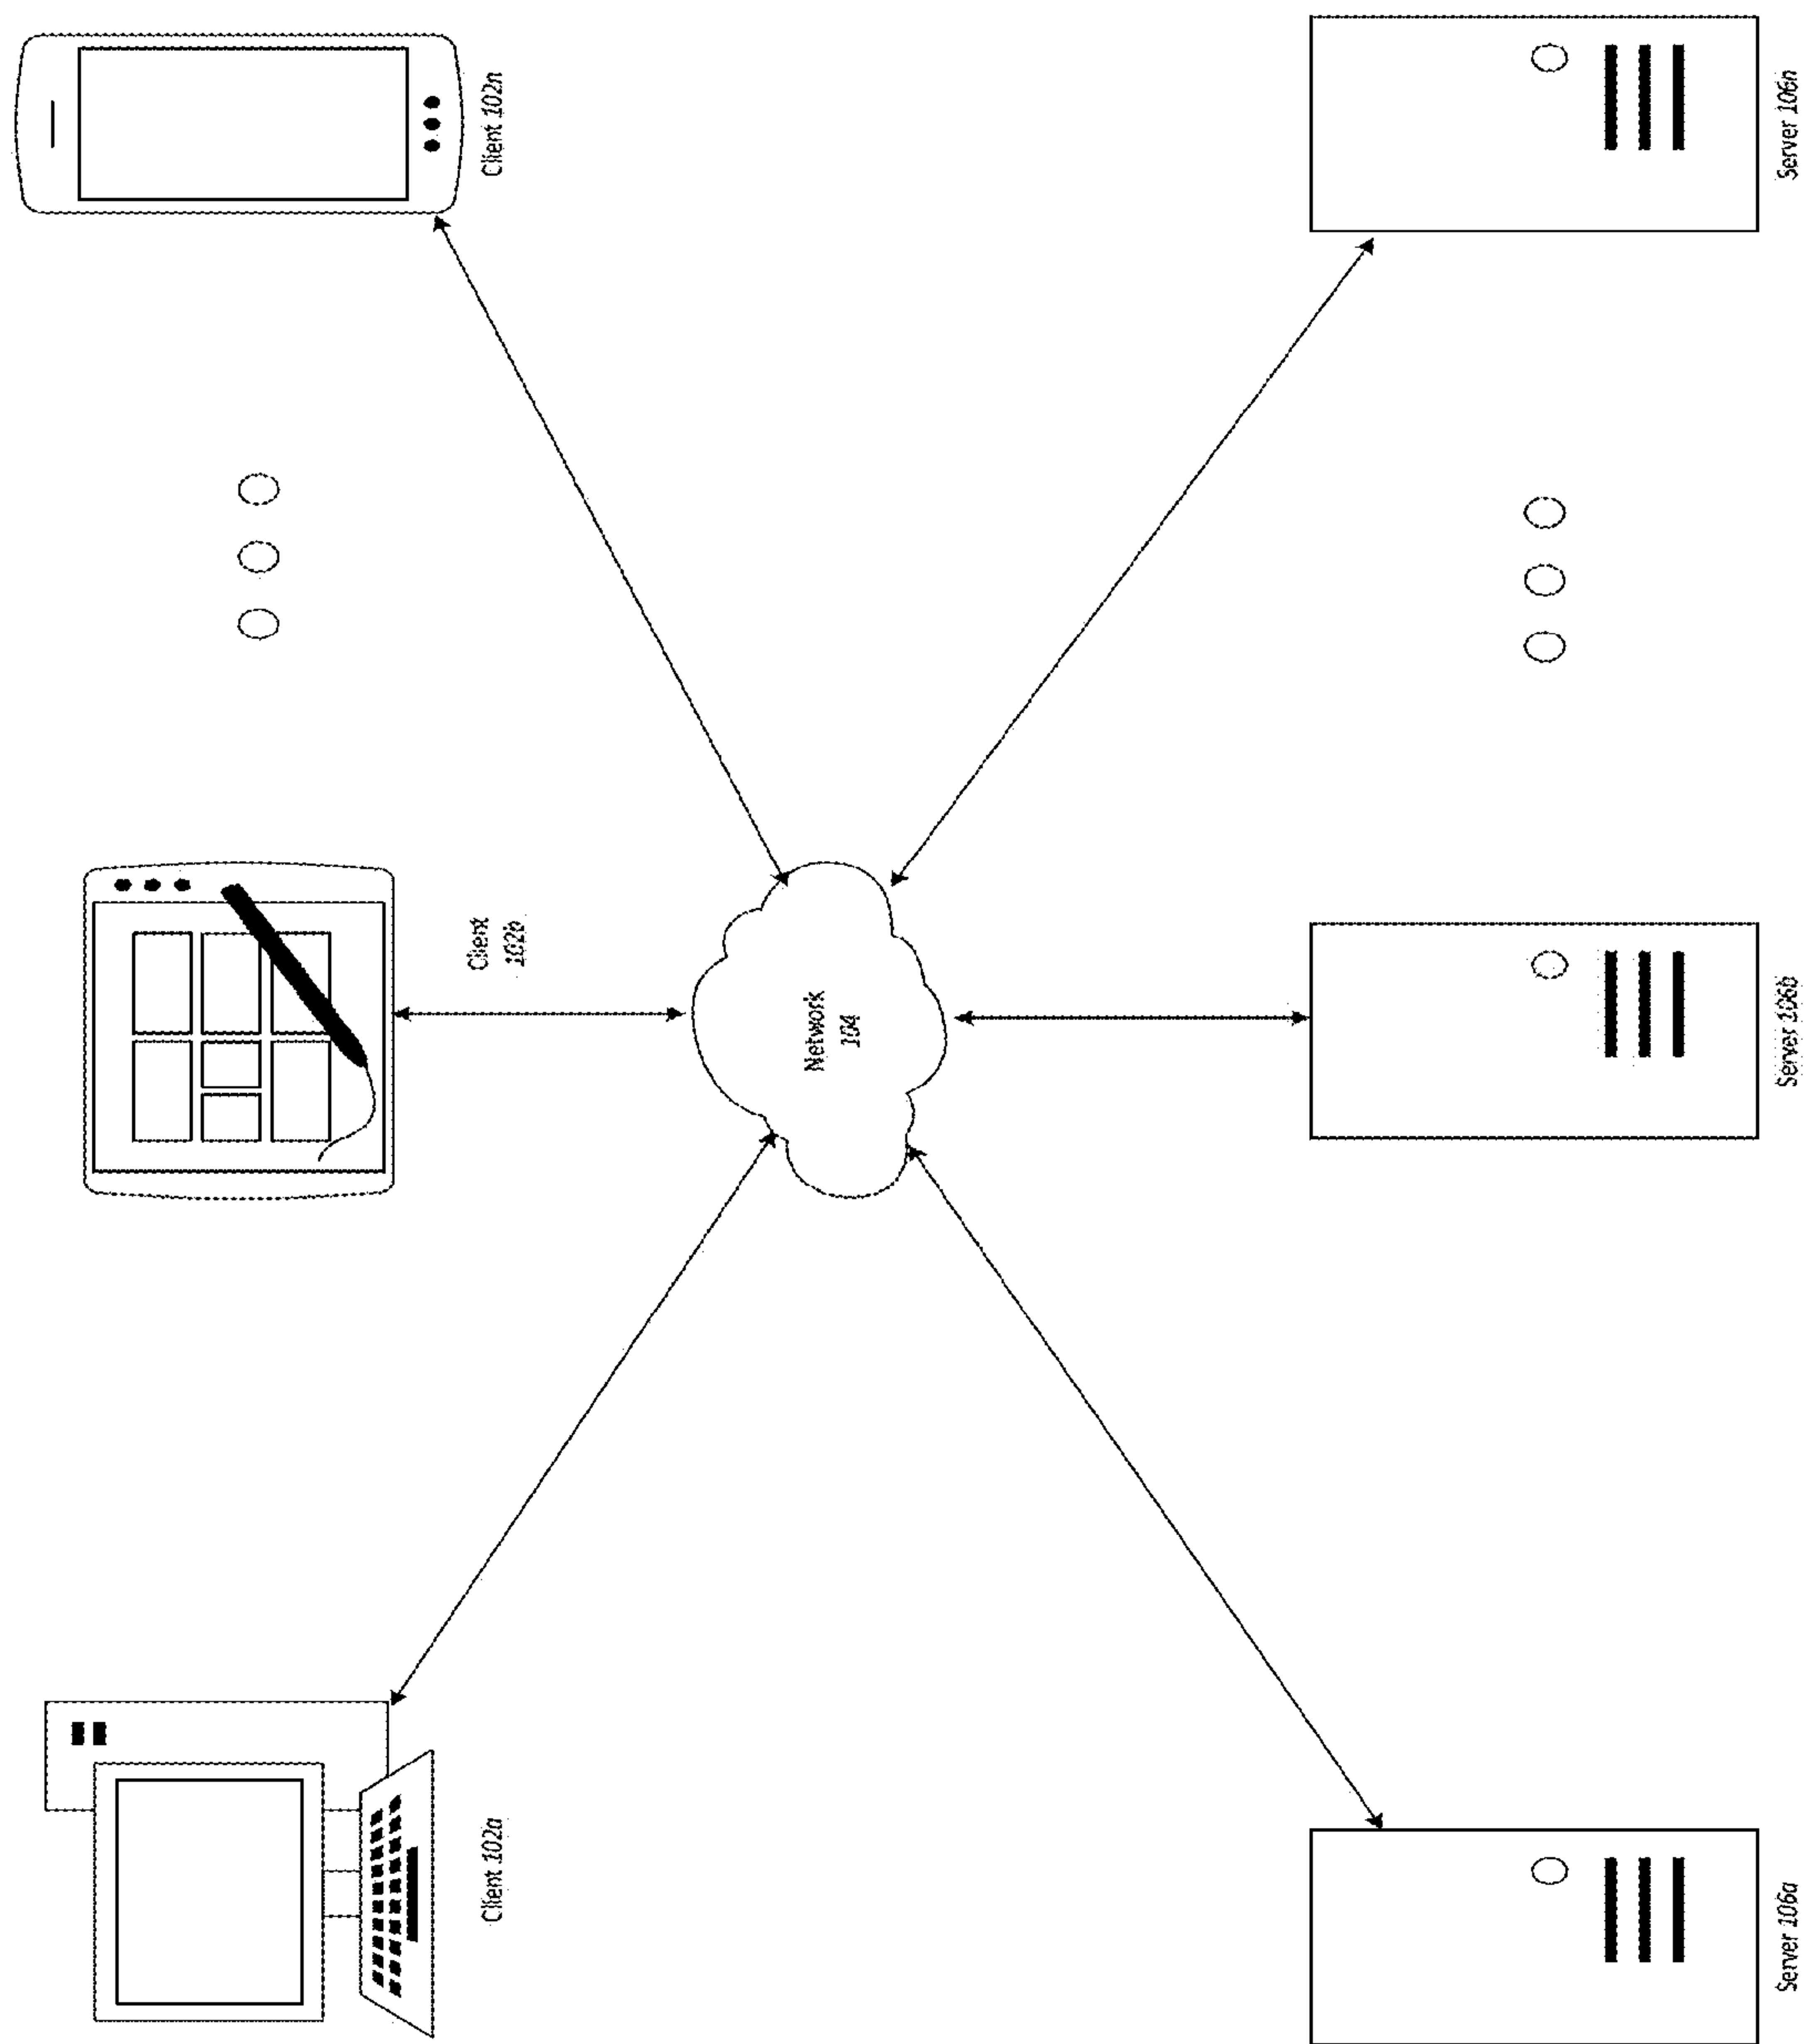 Client 102a
Client
102b
Client 102n
Network
104
Server 106a
Server 106b
Server 106n